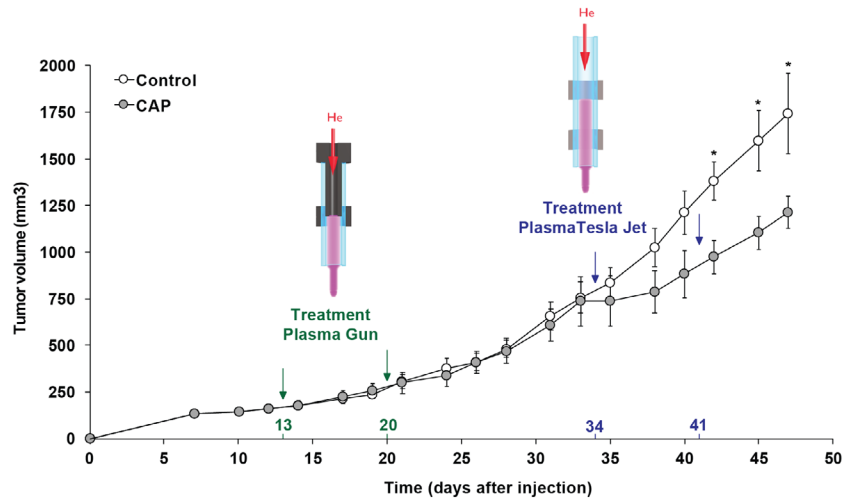 He
He
2000
1750
1500
1250
1000
750
500
250
0
Tumor volume (mm3)
Control
CAP
Treatment
Plasma Gun
Treatment
PlasmaTesla Jet
*
*
*
13
20
34
41
0
5
10
15
20
25
30
35
40
45
50
Time (days after injection)